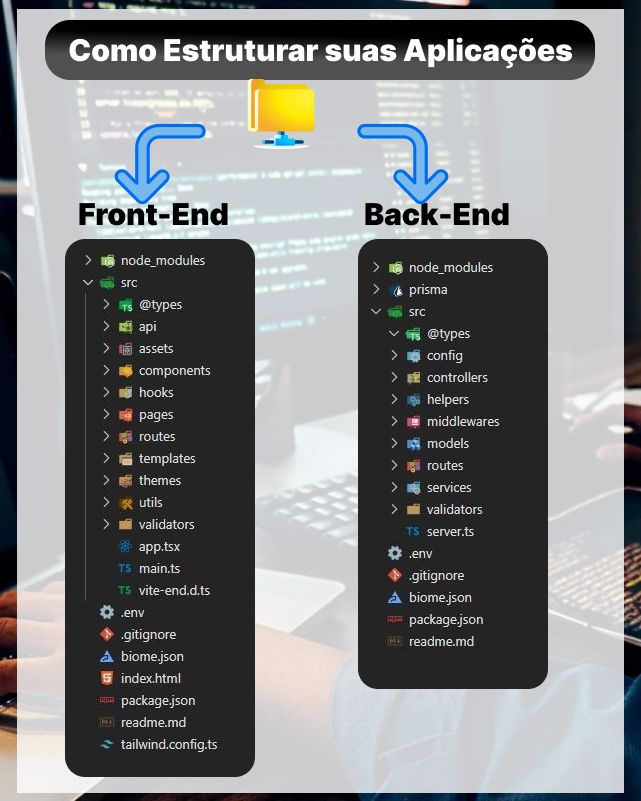 Como Estruturar suas Aplicações
Front-End
node_modules
src
@types
api
assets
components
hooks
pages
routes
templates
themes
utils
validators
app.tsx
main.ts
vite-end.d.ts
.env
.gitignore
biome.json
index.html
package.json
readme.md
tailwind.config.ts
Back-End
node_modules
prisma
src
@types
config
controllers
helpers
middlewares
models
routes
services
validators
server.ts
.env
.gitignore
biome.json
package.json
readme.md